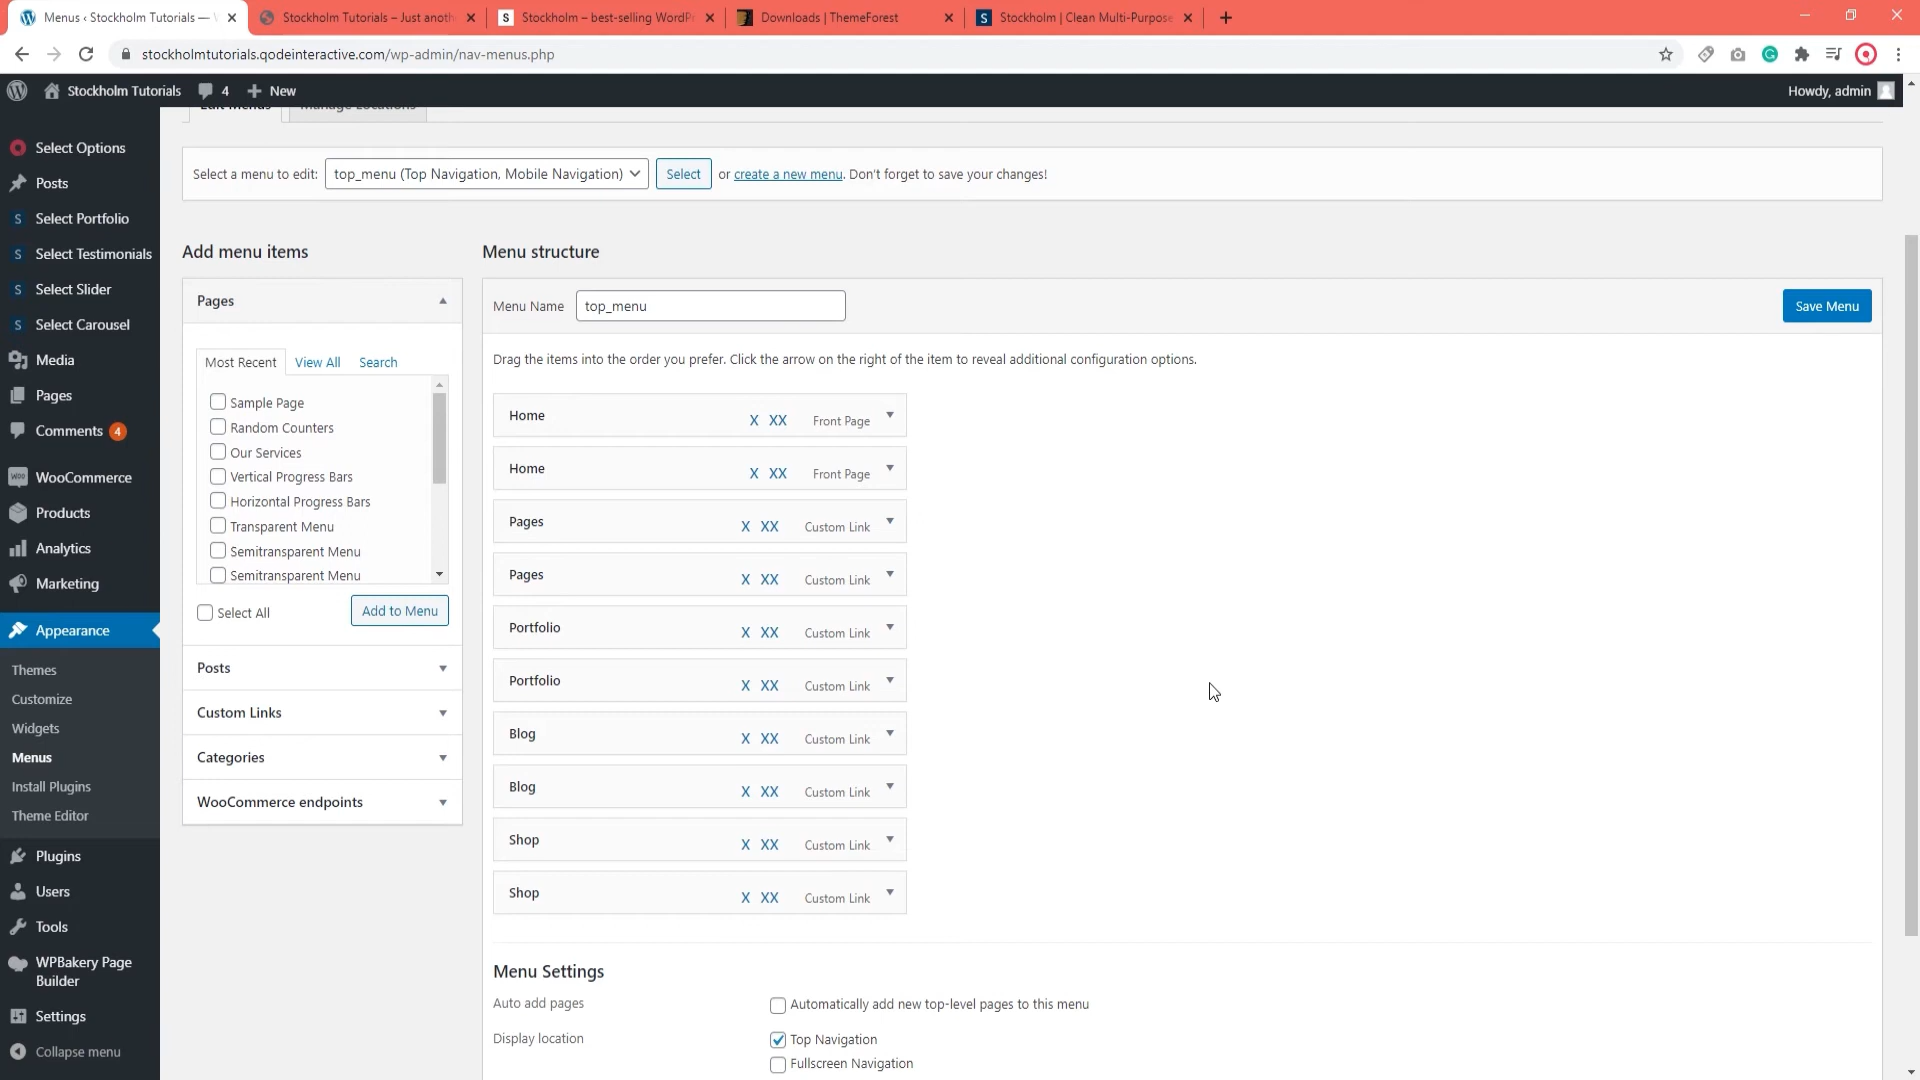 Menus ‹ Stockholm Tutorials — W
Stockholm Tutorials – Just anoth
Stockholm – best-selling WordPr
Downloads | ThemeForest
Stockholm | Clean Multi-Purpose
stockholmtutorials.qodeinteractive.com/wp-admin/nav-menus.php
Stockholm Tutorials
4
New
Howdy, admin
Edit Menus
Manage Locations
Select Options
Posts
Select Portfolio
Select Testimonials
Select Slider
Select Carousel
Media
Pages
Comments 4
WooCommerce
Products
Analytics
Marketing
Appearance
Themes
Customize
Widgets
Menus
Install Plugins
Theme Editor
Plugins
Users
Tools
WPBakery Page
Builder
Settings
Collapse menu
Select a menu to edit: top_menu (Top Navigation, Mobile Navigation) Select or create a new menu. Don't forget to save your changes!
Add menu items
Pages
Most Recent View All Search
Sample Page
Random Counters
Our Services
Vertical Progress Bars
Horizontal Progress Bars
Transparent Menu
Semitransparent Menu
Semitransparent Menu
Select All
Add to Menu
Posts
Custom Links
Categories
WooCommerce endpoints
Menu structure
Menu Name top_menu
Save Menu
Drag the items into the order you prefer. Click the arrow on the right of the item to reveal additional configuration options.
Home X XX Front Page
Home X XX Front Page
Pages X XX Custom Link
Pages X XX Custom Link
Portfolio X XX Custom Link
Portfolio X XX Custom Link
Blog X XX Custom Link
Blog X XX Custom Link
Shop X XX Custom Link
Shop X XX Custom Link
Menu Settings
Auto add pages
Automatically add new top-level pages to this menu
Display location
Top Navigation
Fullscreen Navigation